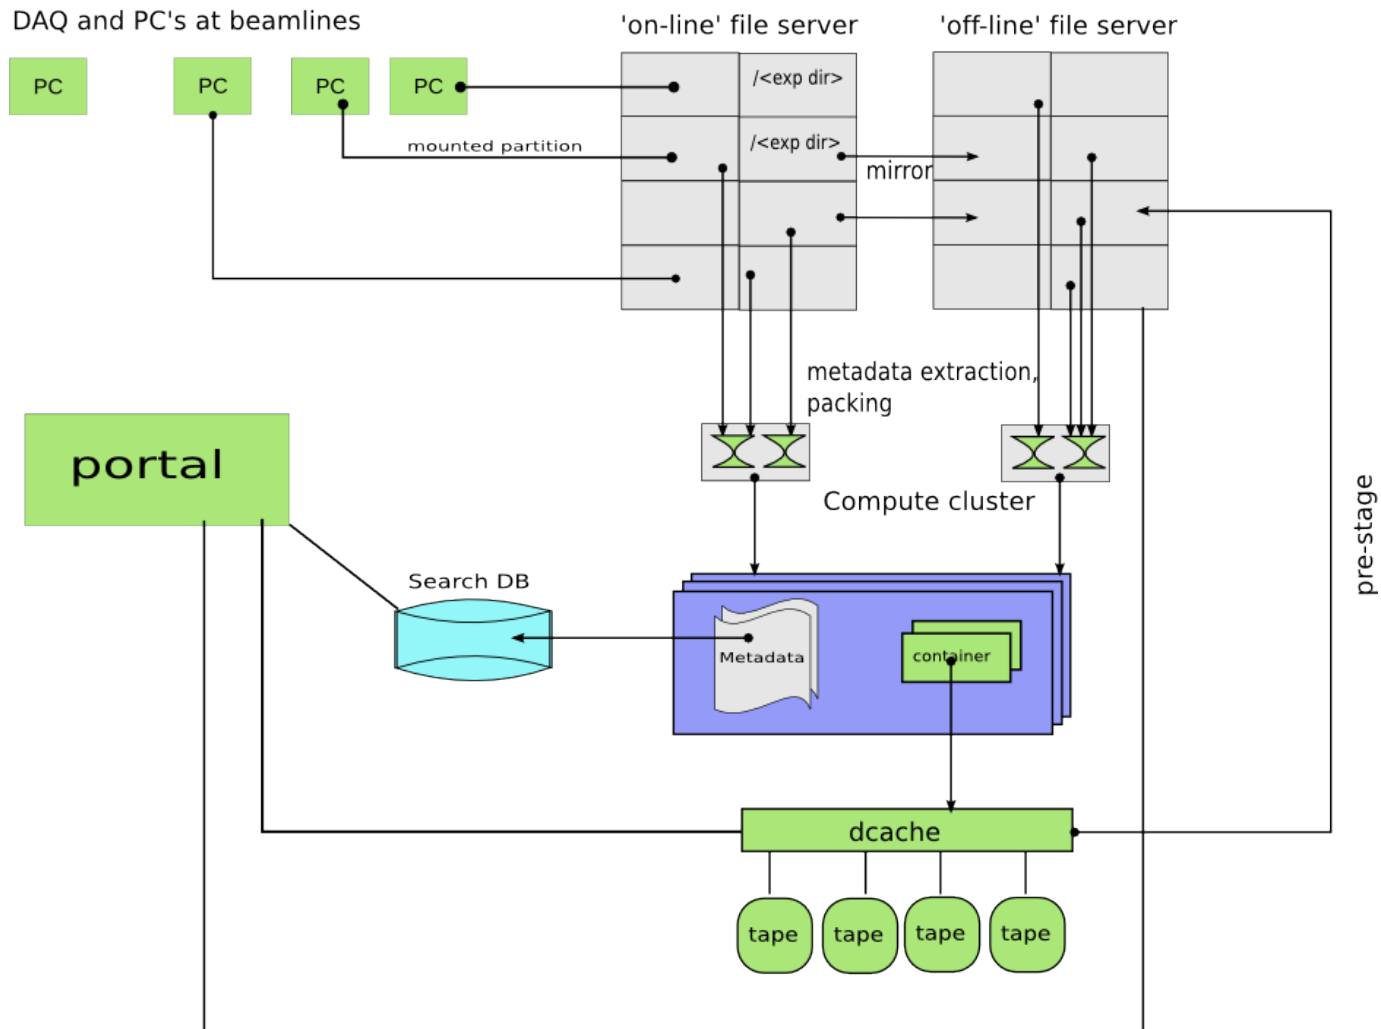 DAQ and PC's at beamlines
'on-line' file server
'off-line' file server
PC
PC
PC
PC
/<exp dir>
mounted partition
/<exp dir>
mirror
metadata extraction,
packing
portal
Compute cluster
pre-stage
Search DB
Metadata
container
dcache
tape
tape
tape
tape